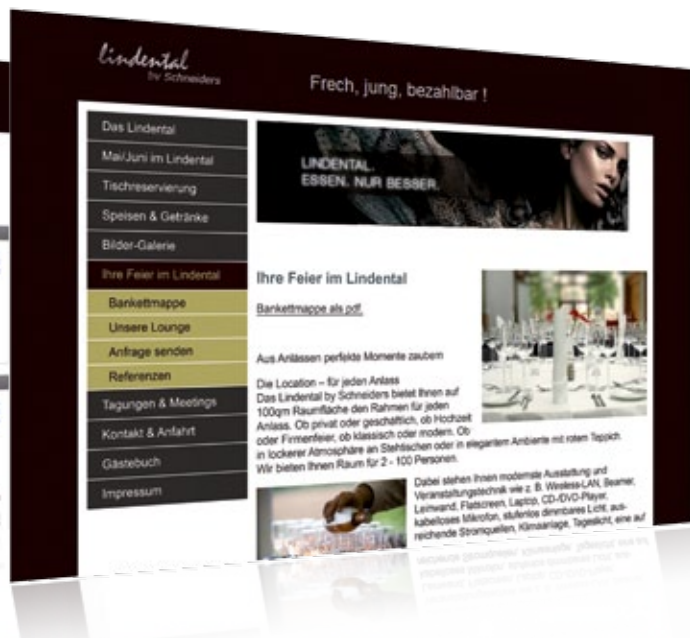 lindental
by Schneiders
Frech, jung, bezahlbar !
Das Lindental
Mai/Juni im Lindental
Tischreservierung
Speisen & Getränke
Bilder-Galerie
Ihre Feier im Lindental
Bankettmappe
Unsere Lounge
Anfrage senden
Referenzen
Tagungen & Meetings
Kontakt & Anfahrt
Gästebuch
Impressum
LINDENTAL.
ESSEN. NUR BESSER.
Ihre Feier im Lindental
Bankettmappe als pdf.
Aus Anlässen perfekte Momente zaubern
Die Location – für jeden Anlass
Das Lindental by Schneiders bietet Ihnen auf
100qm Raumfläche den Rahmen für jeden
Anlass. Ob privat oder geschäftlich, ob Hochzeit
oder Firmenfeier, ob klassisch oder modern. Ob
in lockerer Atmosphäre an Stehtischen oder in elegantem Ambiente mit rotem Teppich.
Wir bieten Ihnen Raum für 2 - 100 Personen.
Dabei stehen Ihnen modernste Ausstattung und
Veranstaltungstechnik wie z. B. Wireless-LAN, Beamer,
Leinwand, Flatscreen, Laptop, CD-/DVO-Player,
kabelloses Mikrofon, stufenlos dimmbares Licht, aus-
reichende Stromquellen, Klimaanlage, Tageslicht, eine auf